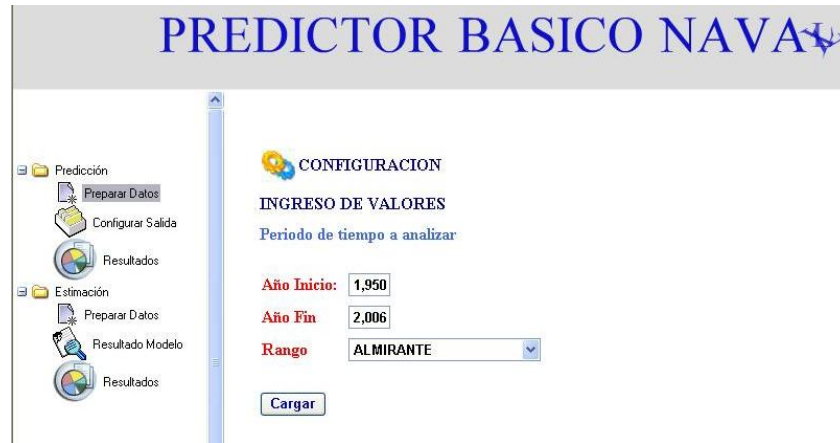 PREDICTOR BASICO NAVAL
Predicción
Preparar Datos
Configurar Salida
Resultados
Estimación
Preparar Datos
Resultado Modelo
Resultados
CONFIGURACION
INGRESO DE VALORES
Periodo de tiempo a analizar
Año Inicio: 1,950
Año Fin 2,006
Rango ALMIRANTE
Cargar